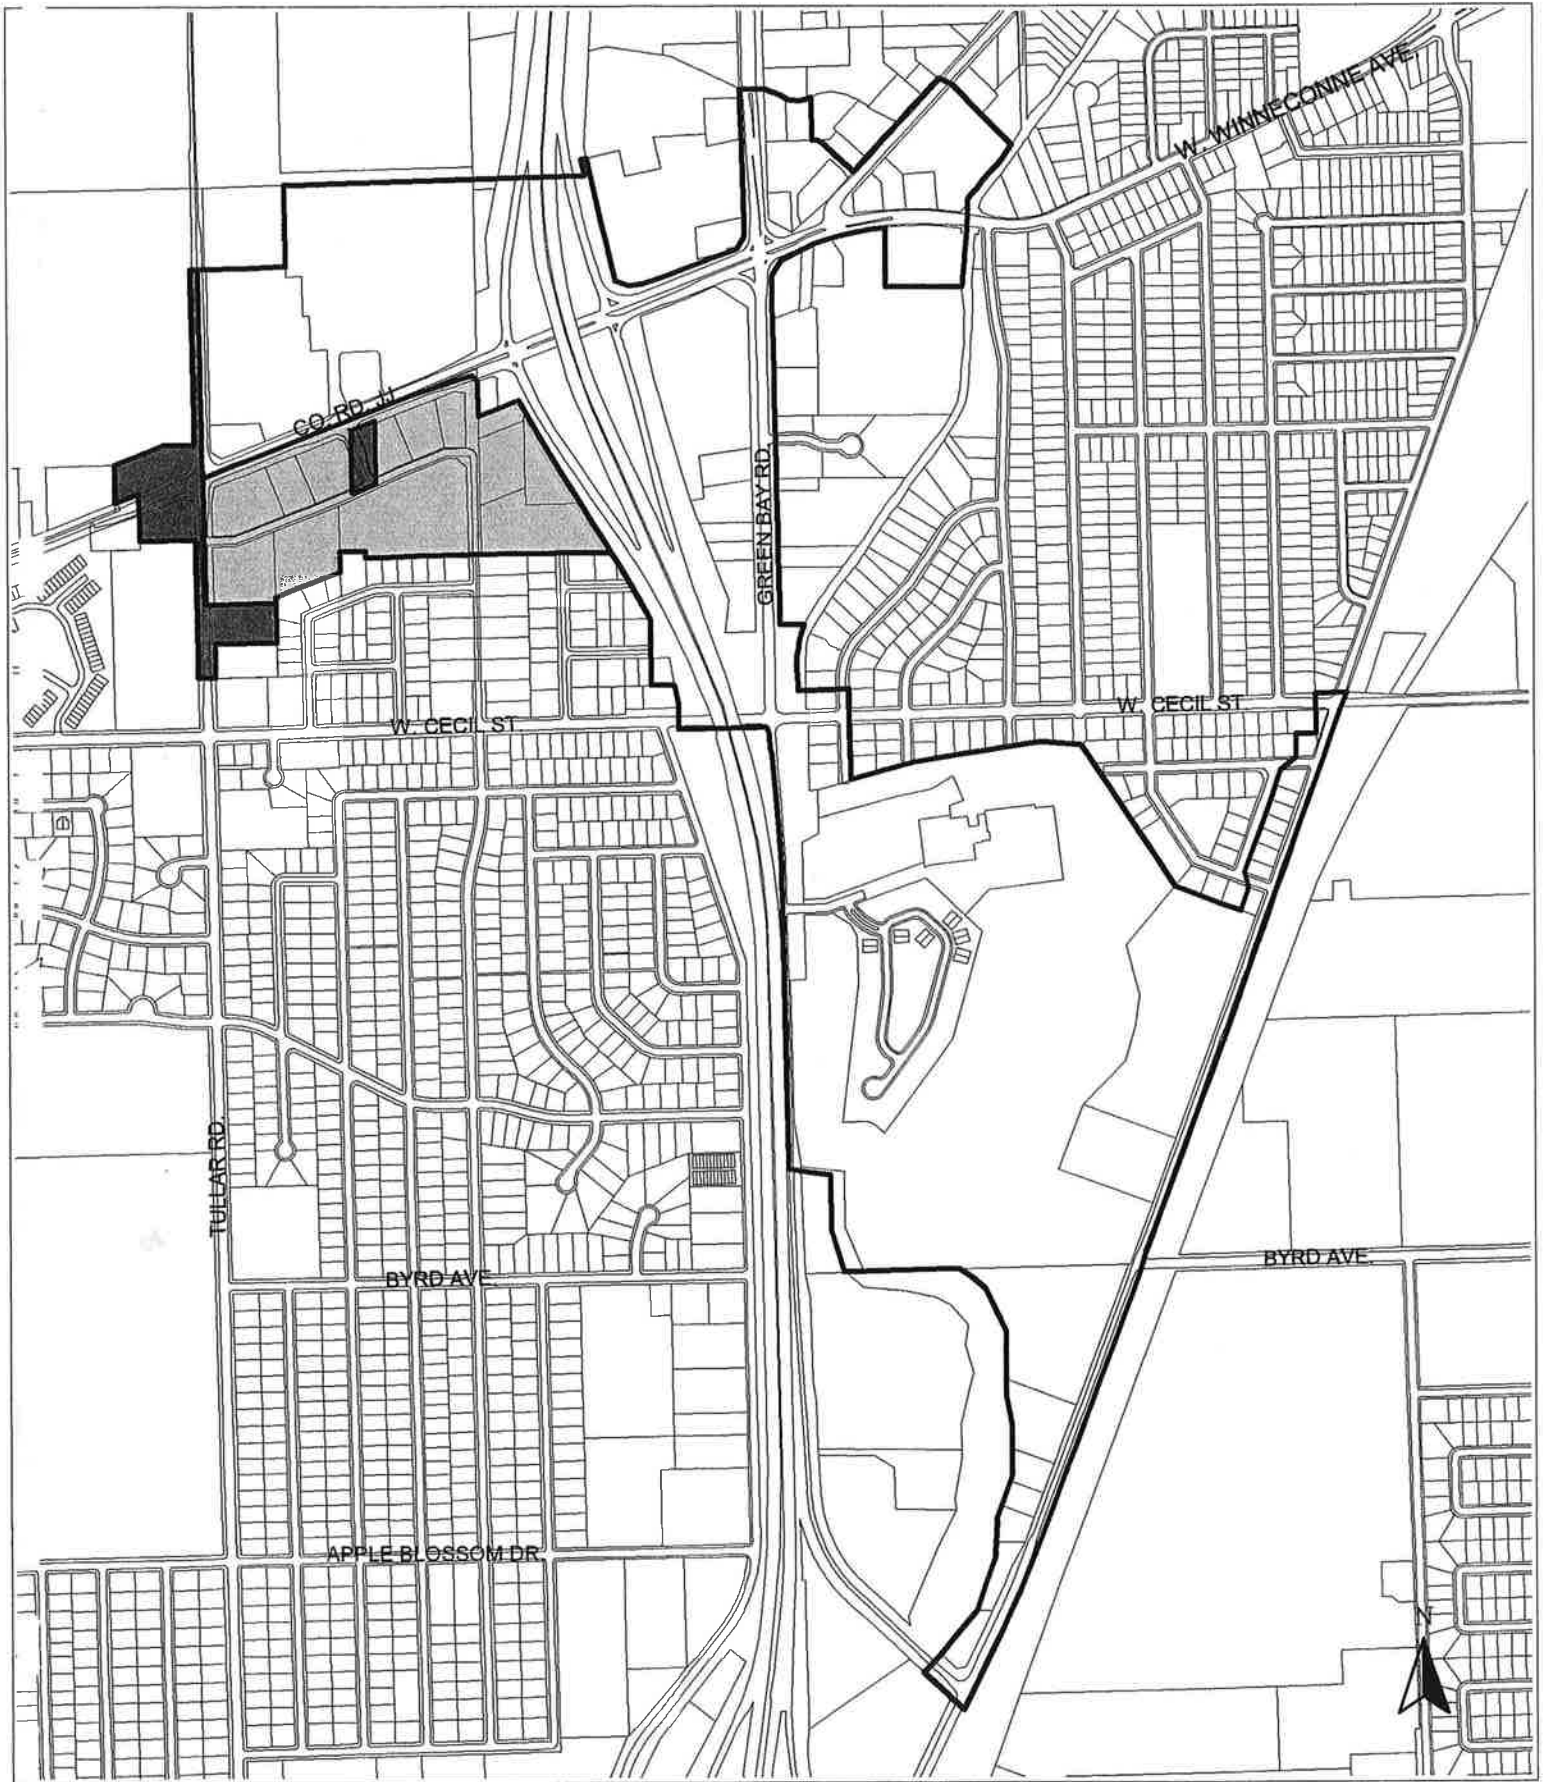 W. WINNECONNE AVE.
CO. RD. JJ
GREEN BAY RD.
W. CECIL ST.
W. CECIL ST.
TULLAR RD.
BYRD AVE.
BYRD AVE.
APPLE BLOSSOM DR.
N